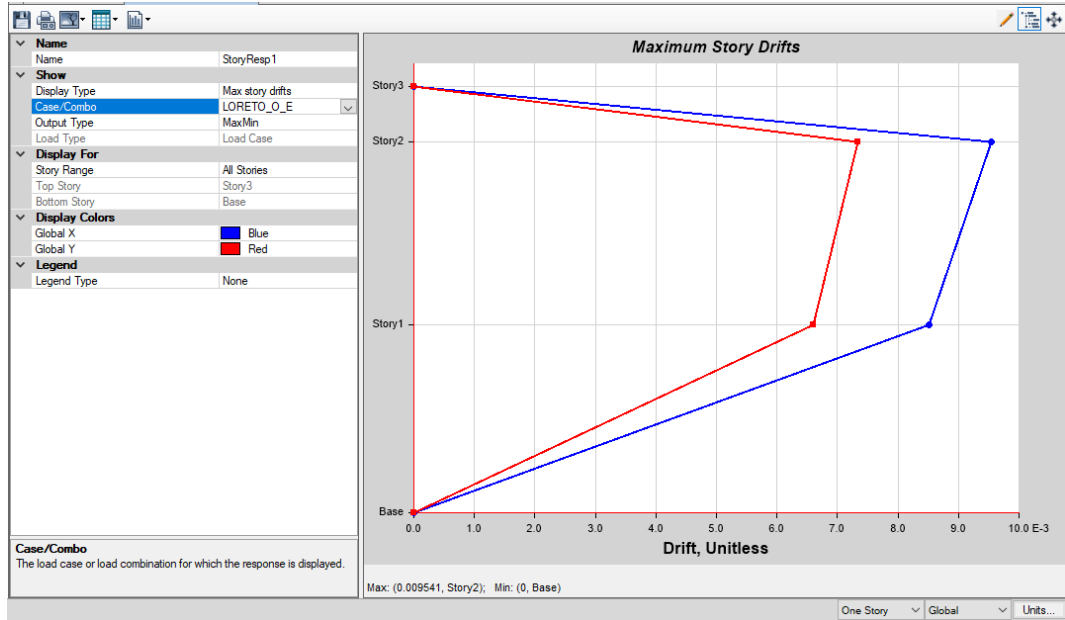 Name
Name StoryResp1
Show
Display Type Max story drifts
Case/Combo LORETO_O_E
Output Type MaxMin
Load Type Load Case
Display For
Story Range All Stories
Top Story Story3
Bottom Story Base
Display Colors
Global X Blue
Global Y Red
Legend
Legend Type None
Case/Combo
The load case or load combination for which the response is displayed.
Maximum Story Drifts
Story3
Story2
Story1
Base
0.0 1.0 2.0 3.0 4.0 5.0 6.0 7.0 8.0 9.0 10.0 E-3
Drift, Unitless
Max: (0.009541, Story2); Min: (0, Base)
One Story Global Units...